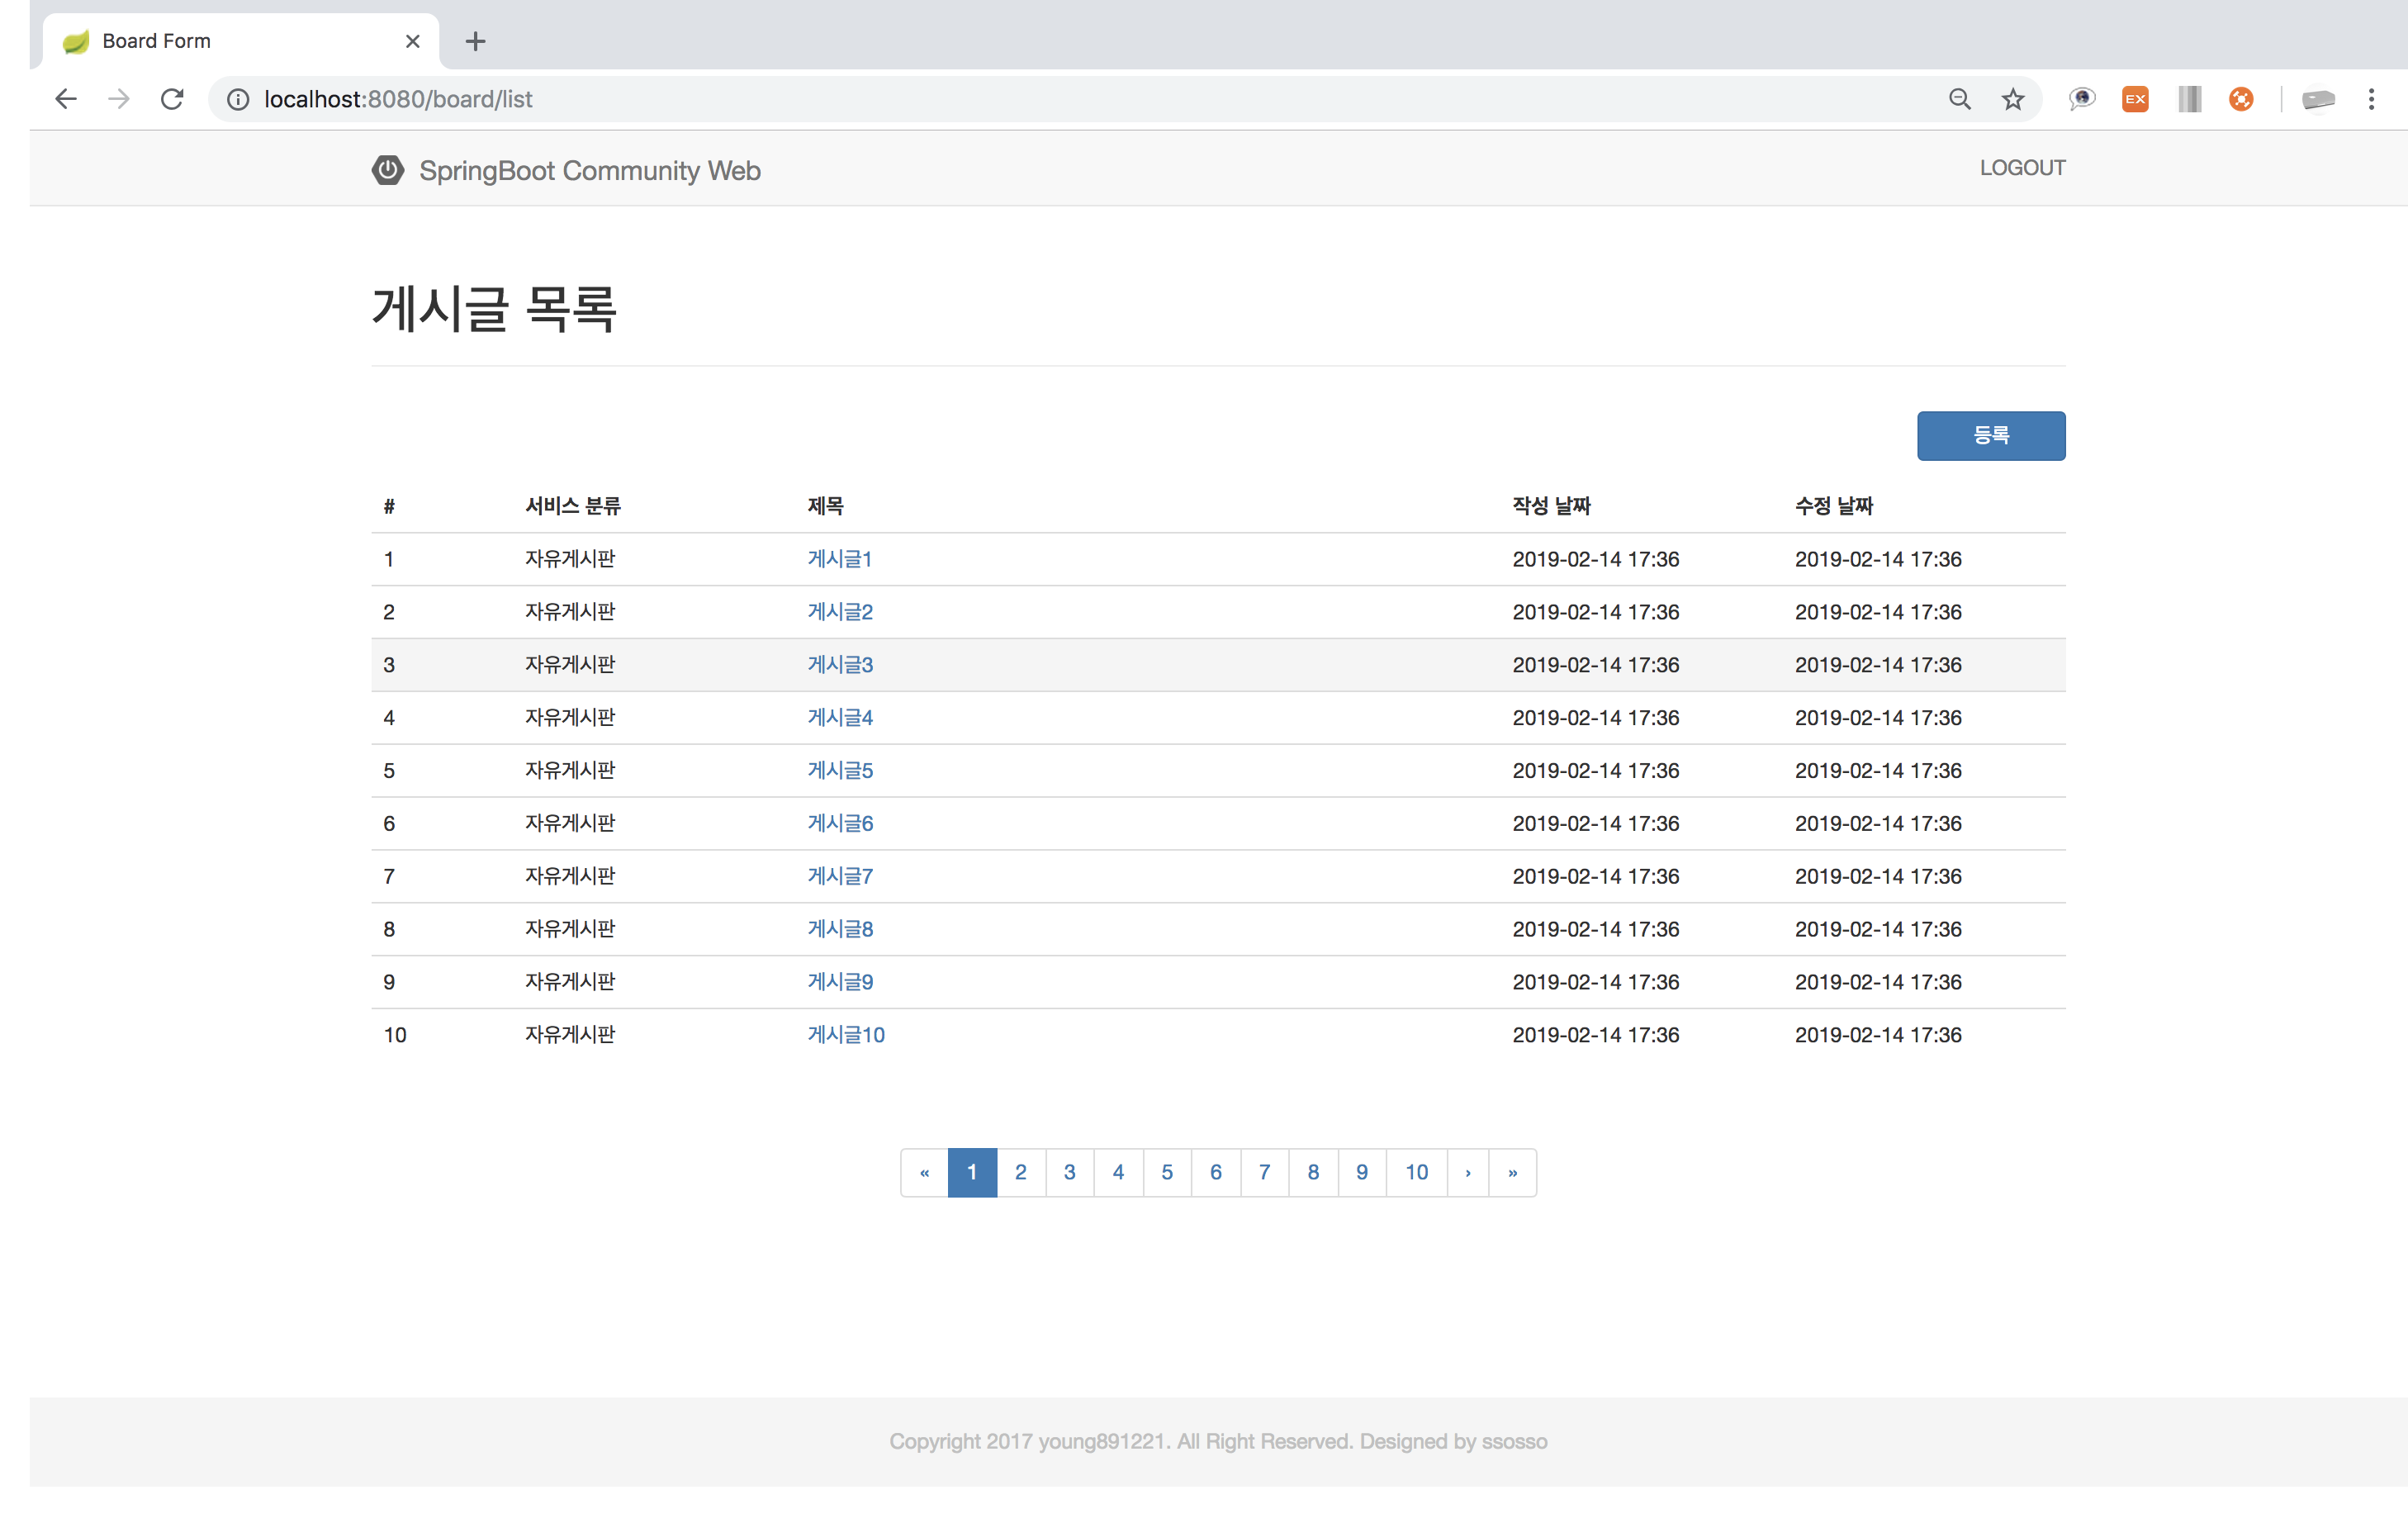 Board Form
localhost:8080/board/list
EX
SpringBoot Community Web LOGOUT
게시글 목록
등록
# 서비스 분류 제목 작성 날짜 수정 날짜
1 자유게시판 게시글1 2019-02-14 17:36 2019-02-14 17:36
2 자유게시판 게시글2 2019-02-14 17:36 2019-02-14 17:36
3 자유게시판 게시글3 2019-02-14 17:36 2019-02-14 17:36
4 자유게시판 게시글4 2019-02-14 17:36 2019-02-14 17:36
5 자유게시판 게시글5 2019-02-14 17:36 2019-02-14 17:36
6 자유게시판 게시글6 2019-02-14 17:36 2019-02-14 17:36
7 자유게시판 게시글7 2019-02-14 17:36 2019-02-14 17:36
8 자유게시판 게시글8 2019-02-14 17:36 2019-02-14 17:36
9 자유게시판 게시글9 2019-02-14 17:36 2019-02-14 17:36
10 자유게시판 게시글10 2019-02-14 17:36 2019-02-14 17:36
« 1 2 3 4 5 6 7 8 9 10 › »
Copyright 2017 young891221. All Right Reserved. Designed by ssosso